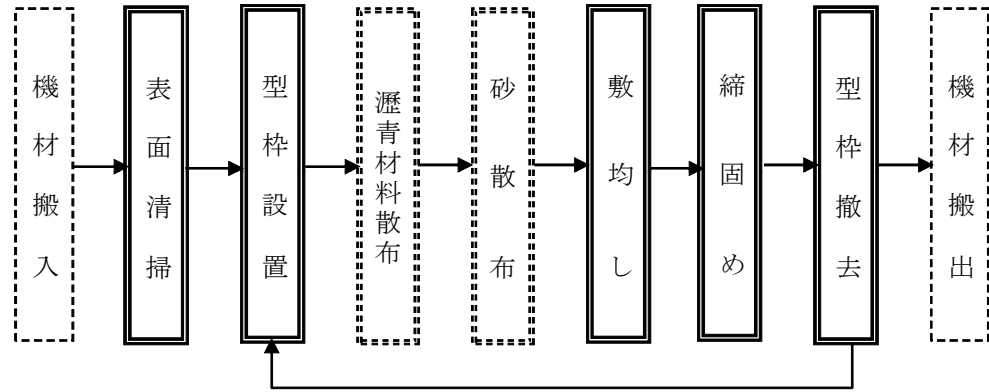 機材搬入
表面清掃
型枠設置
瀝青材料散布
砂散布
敷均し
締固め
型枠撤去
機材搬出